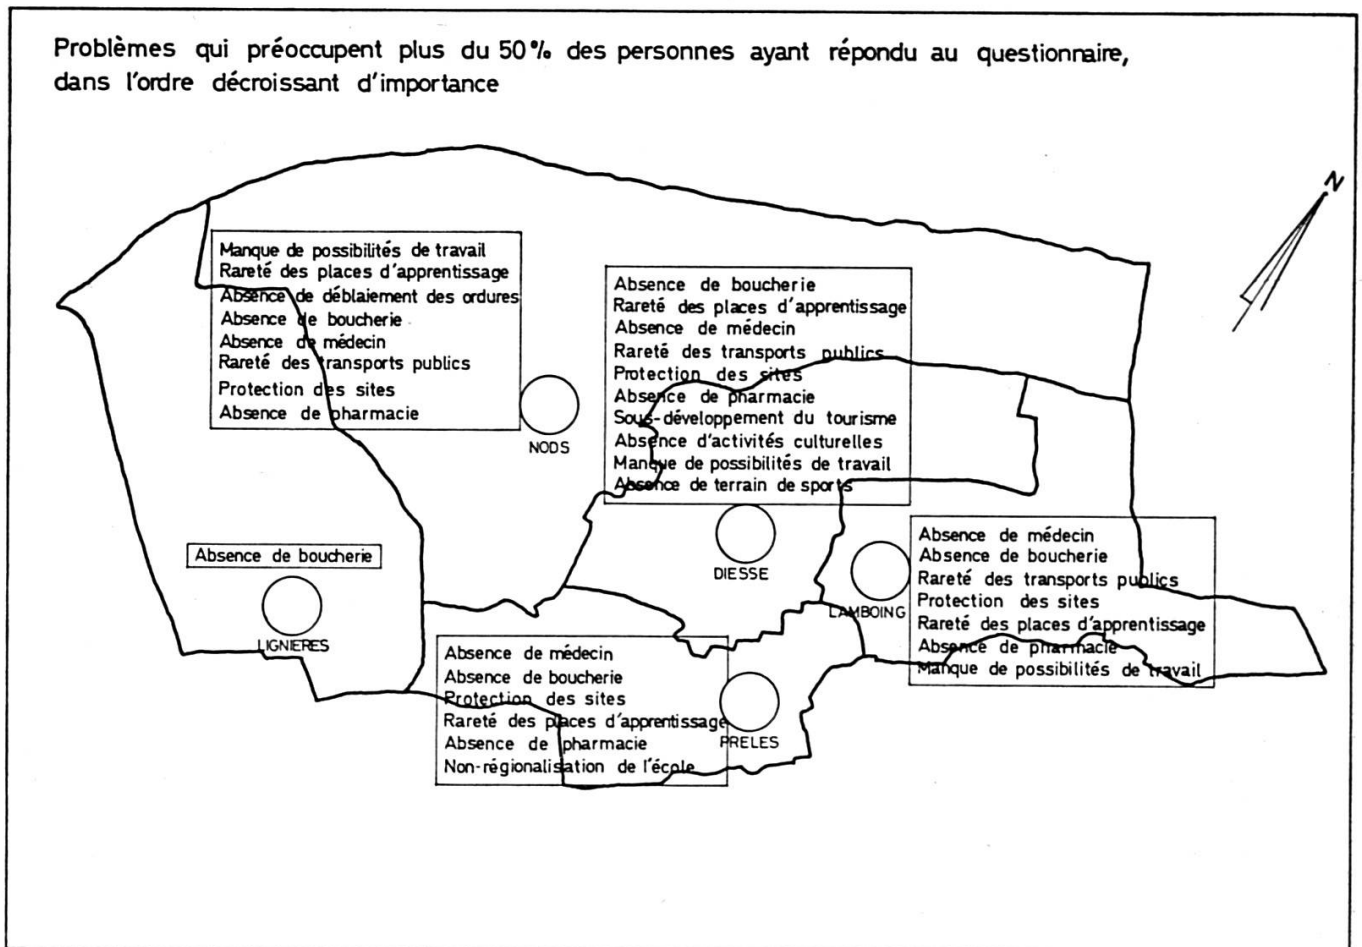 Problèmes qui préoccupent plus du 50% des personnes ayant répondu au questionnaire,
dans l'ordre décroissant d'importance
N
Manque de possibilités de travail
Rareté des places d'apprentissage
Absence de déblaiement des ordures
Absence de boucherie
Absence de médecin
Rareté des transports publics
Protection des sites
Absence de pharmacie
NODS
Absence de boucherie
Rareté des places d'apprentissage
Absence de médecin
Rareté des transports publics
Protection des sites
Absence de pharmacie
Sous-développement du tourisme
Absence d'activités culturelles
Manque de possibilités de travail
Absence de terrain de sports
DIESSE
Absence de boucherie
LIGNIERES
Absence de médecin
Absence de boucherie
Rareté des transports publics
Protection des sites
Rareté des places d'apprentissage
Absence de pharmacie
Manque de possibilités de travail
LAMBOING
Absence de médecin
Absence de boucherie
Protection des sites
Rareté des places d'apprentissage
Absence de pharmacie
Non-régionalisation de l'école
PRELES